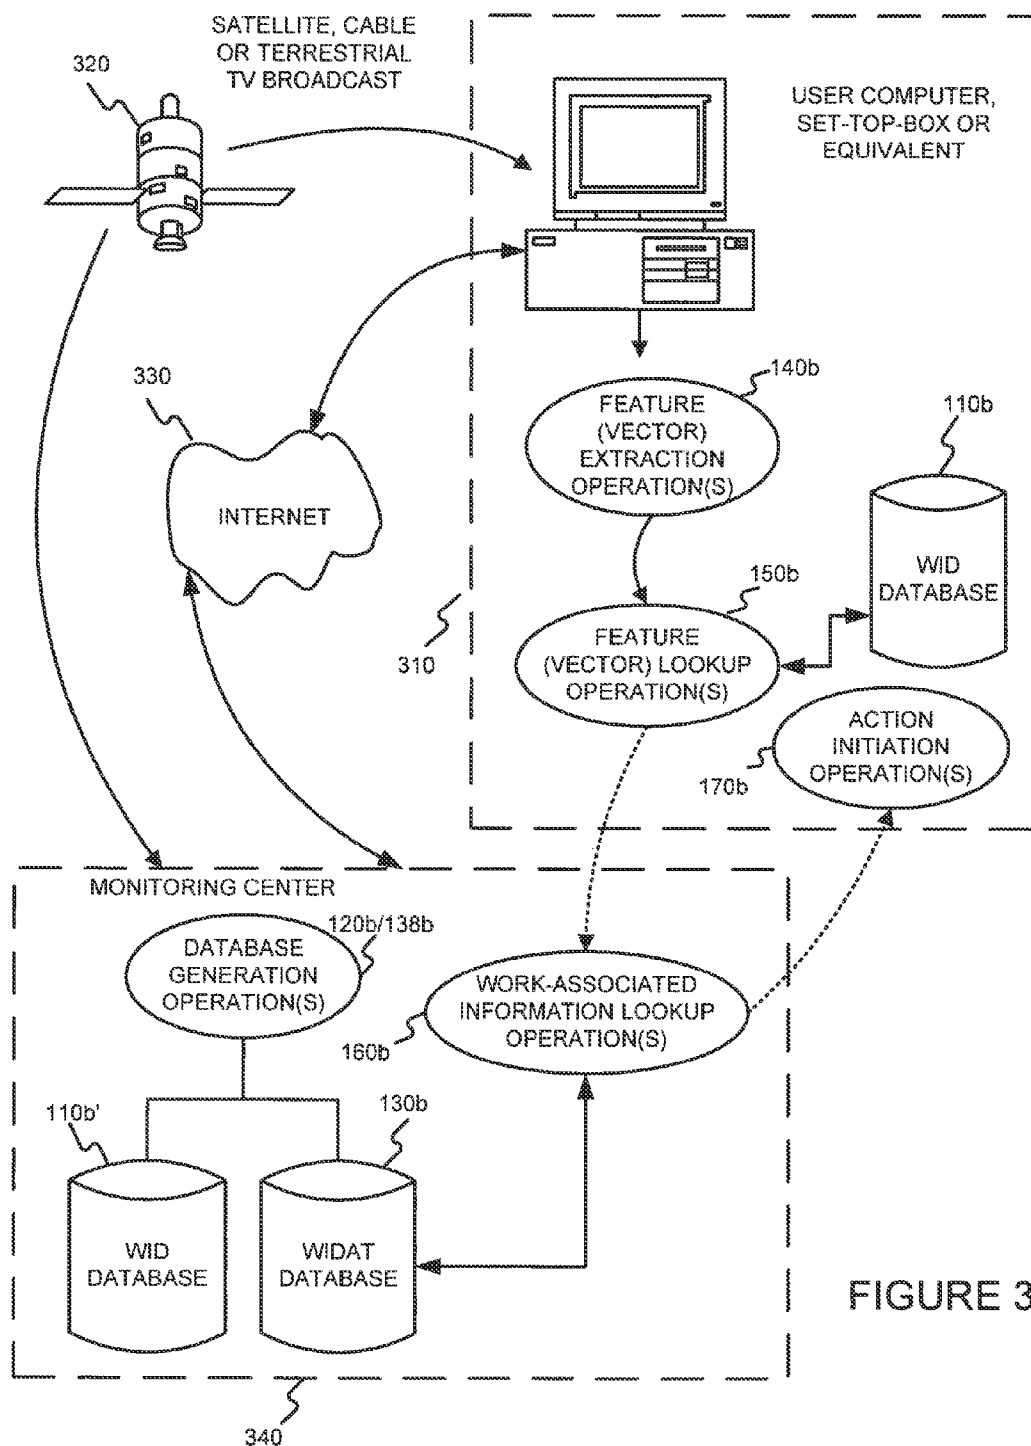 SATELLITE, CABLE
OR TERRESTRIAL
TV BROADCAST
320
USER COMPUTER,
SET-TOP-BOX OR
EQUIVALENT
330
INTERNET
140b
FEATURE
(VECTOR)
EXTRACTION
OPERATION(S)
110b
WID
DATABASE
150b
FEATURE
(VECTOR) LOOKUP
OPERATION(S)
310
ACTION
INITIATION
OPERATION(S)
170b
MONITORING CENTER
120b/138b
DATABASE
GENERATION
OPERATION(S)
WORK-ASSOCIATED
INFORMATION LOOKUP
OPERATION(S)
160b
110b'
130b
WID
DATABASE
WIDAT
DATABASE
FIGURE 3
340